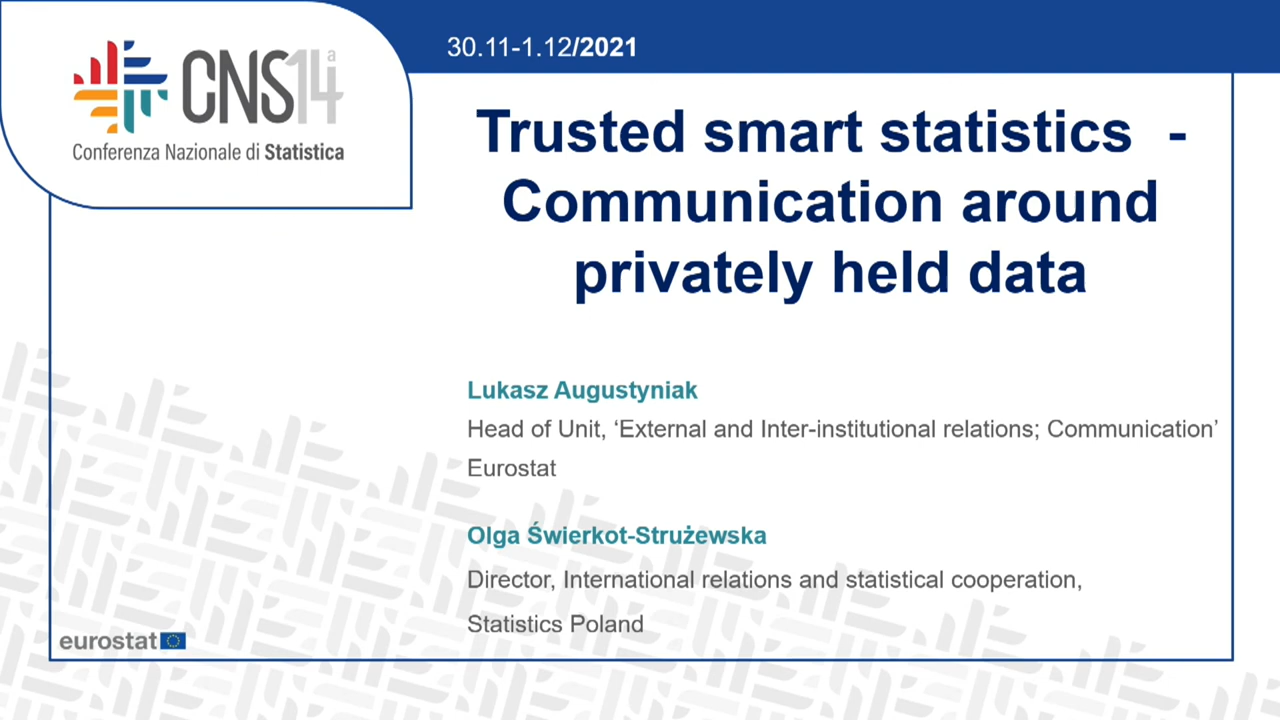 CNS14ª
Conferenza Nazionale di Statistica
30.11-1.12/2021
Trusted smart statistics -
Communication around
privately held data
Lukasz Augustyniak
Head of Unit, ‘External and Inter-institutional relations; Communication’
Eurostat
Olga Świerkot-Strużewska
Director, International relations and statistical cooperation,
Statistics Poland
eurostat